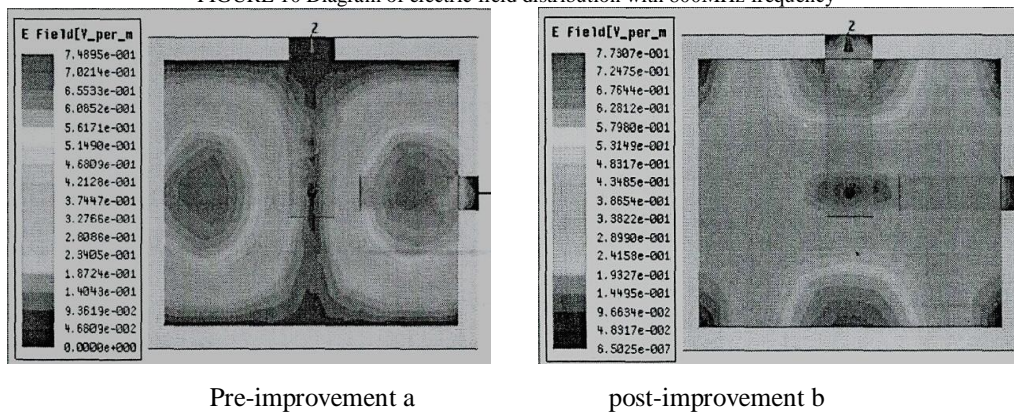 FIGURE 10 Diagram of electric field distribution with 800MHz frequency
E Field[V_per_m
7.4895e-001
7.0214e-001
6.5533e-001
6.0852e-001
5.6171e-001
5.1490e-001
4.6809e-001
4.2128e-001
3.7447e-001
3.2766e-001
2.8086e-001
2.3405e-001
1.8724e-001
1.4043e-001
9.3619e-002
4.6809e-002
0.0000e+000
Z
E Field[V_per_m
7.7307e-001
7.2475e-001
6.7644e-001
6.2812e-001
5.7980e-001
5.3149e-001
4.8317e-001
4.3485e-001
3.8654e-001
3.3822e-001
2.8990e-001
2.4158e-001
1.9327e-001
1.4495e-001
9.6634e-002
4.8317e-002
6.5025e-007
Z
Pre-improvement a
post-improvement b